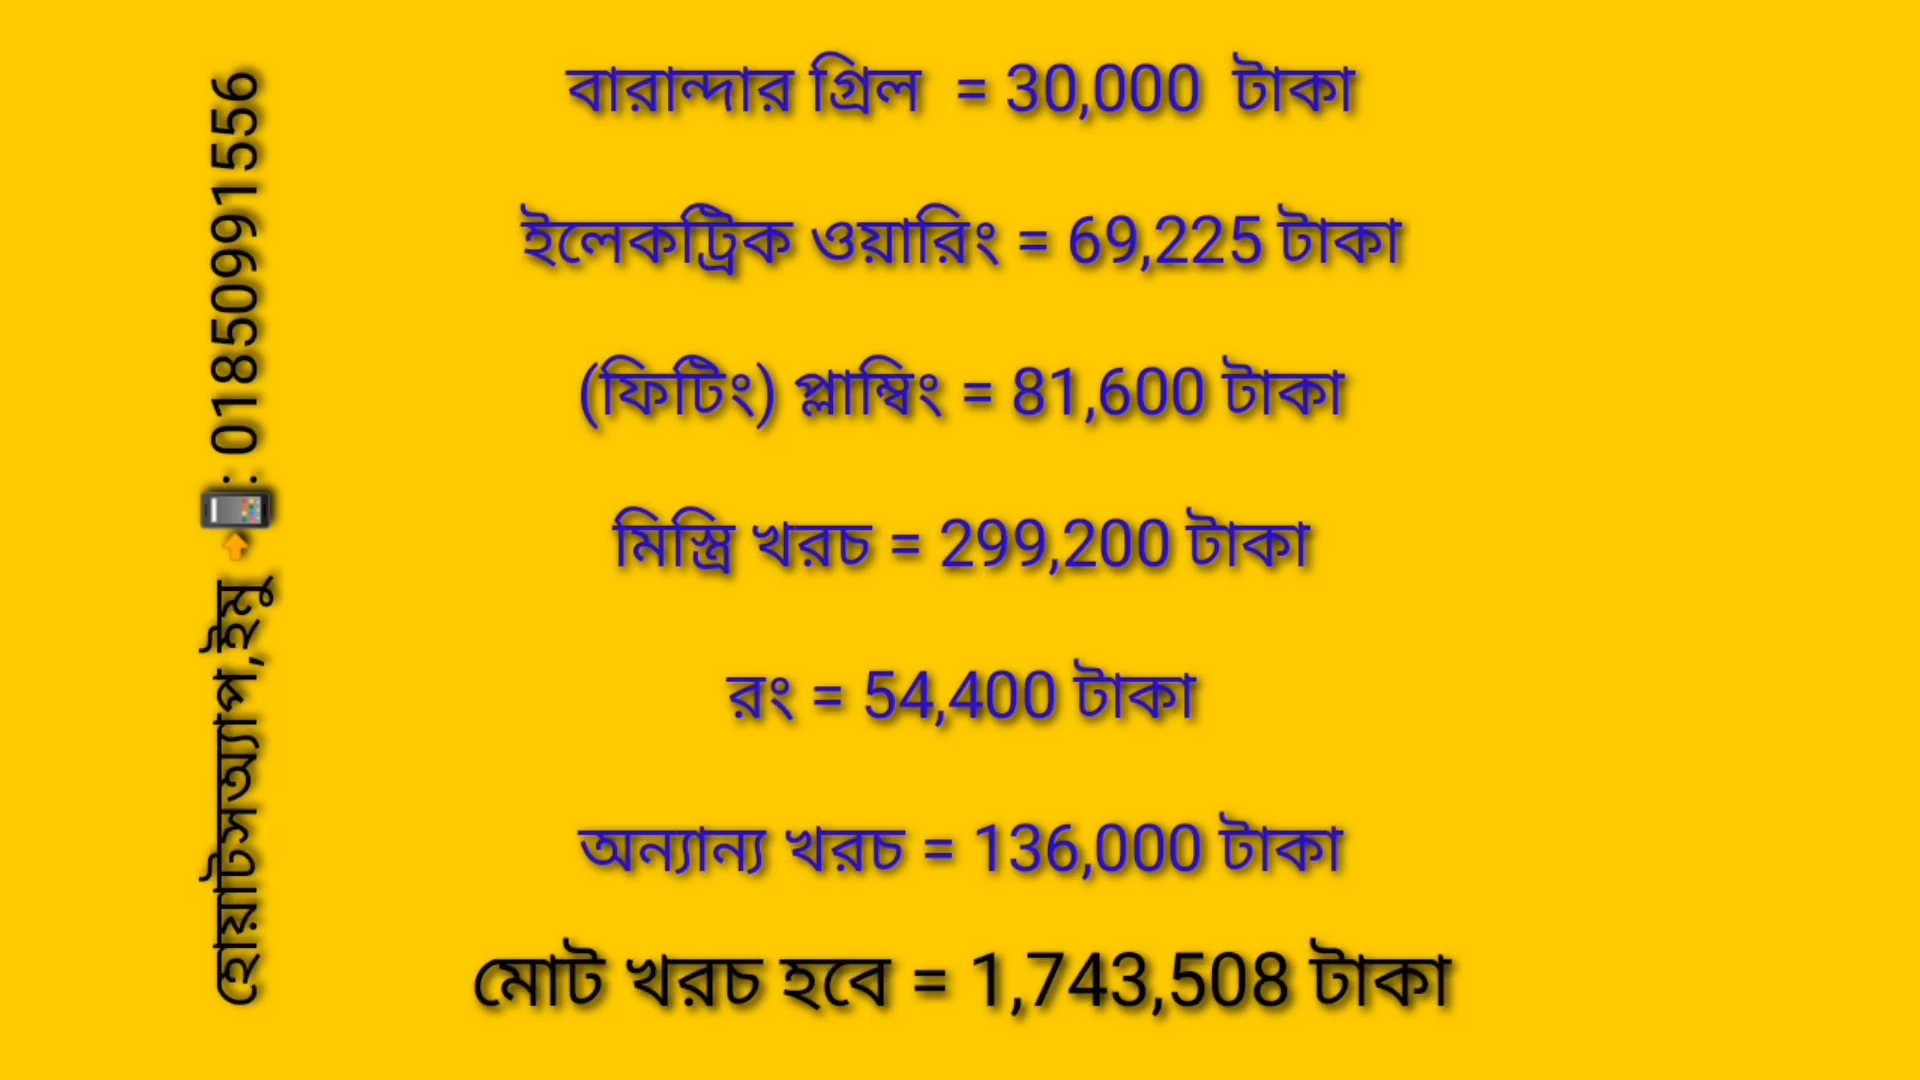 বারান্দার গ্রিল = 30,000 টাকা
ইলেকট্রিক ওয়ারিং = 69,225 টাকা
(ফিটিং) প্লাম্বিং = 81,600 টাকা
মিস্ত্রি খরচ = 299,200 টাকা
রং = 54,400 টাকা
অন্যান্য খরচ = 136,000 টাকা
মোট খরচ হবে = 1,743,508 টাকা
হোয়াটসঅ্যাপ,ইমু 👉📱: 01850991556